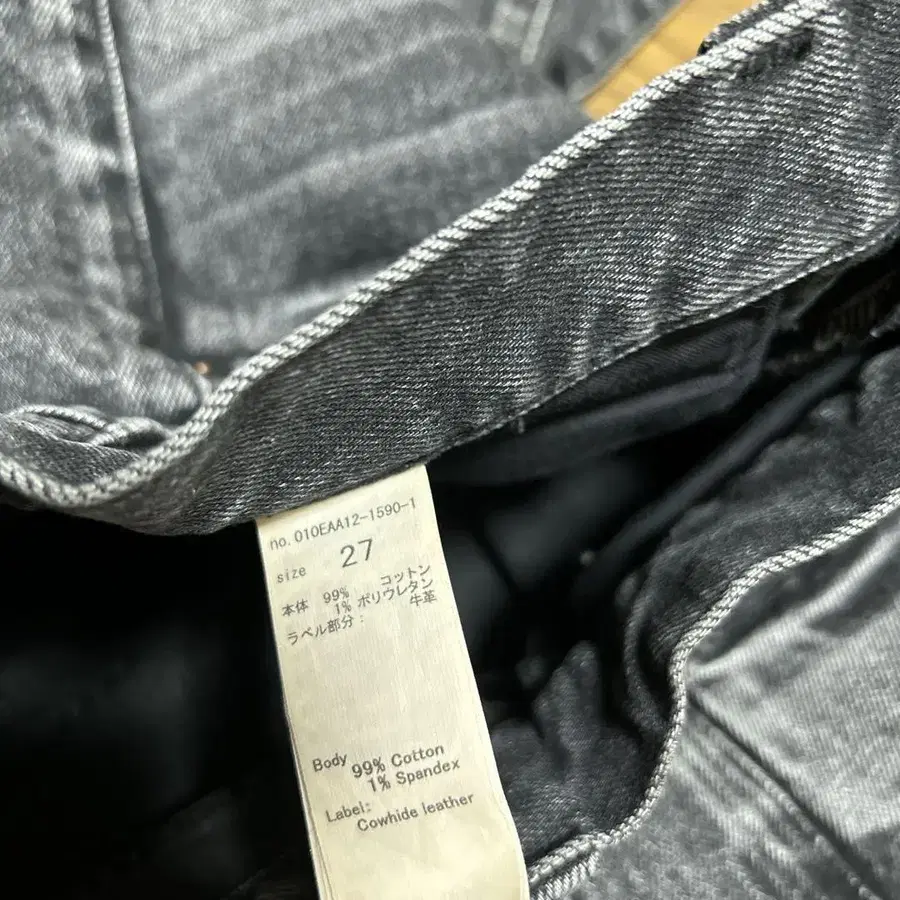 no.010EAA12-1590-1
size 27
本体 99% コットン
1% ポリウレタン
ラベル部分: 牛革
Body 99% Cotton
1% Spandex
Label:
Cowhide leather